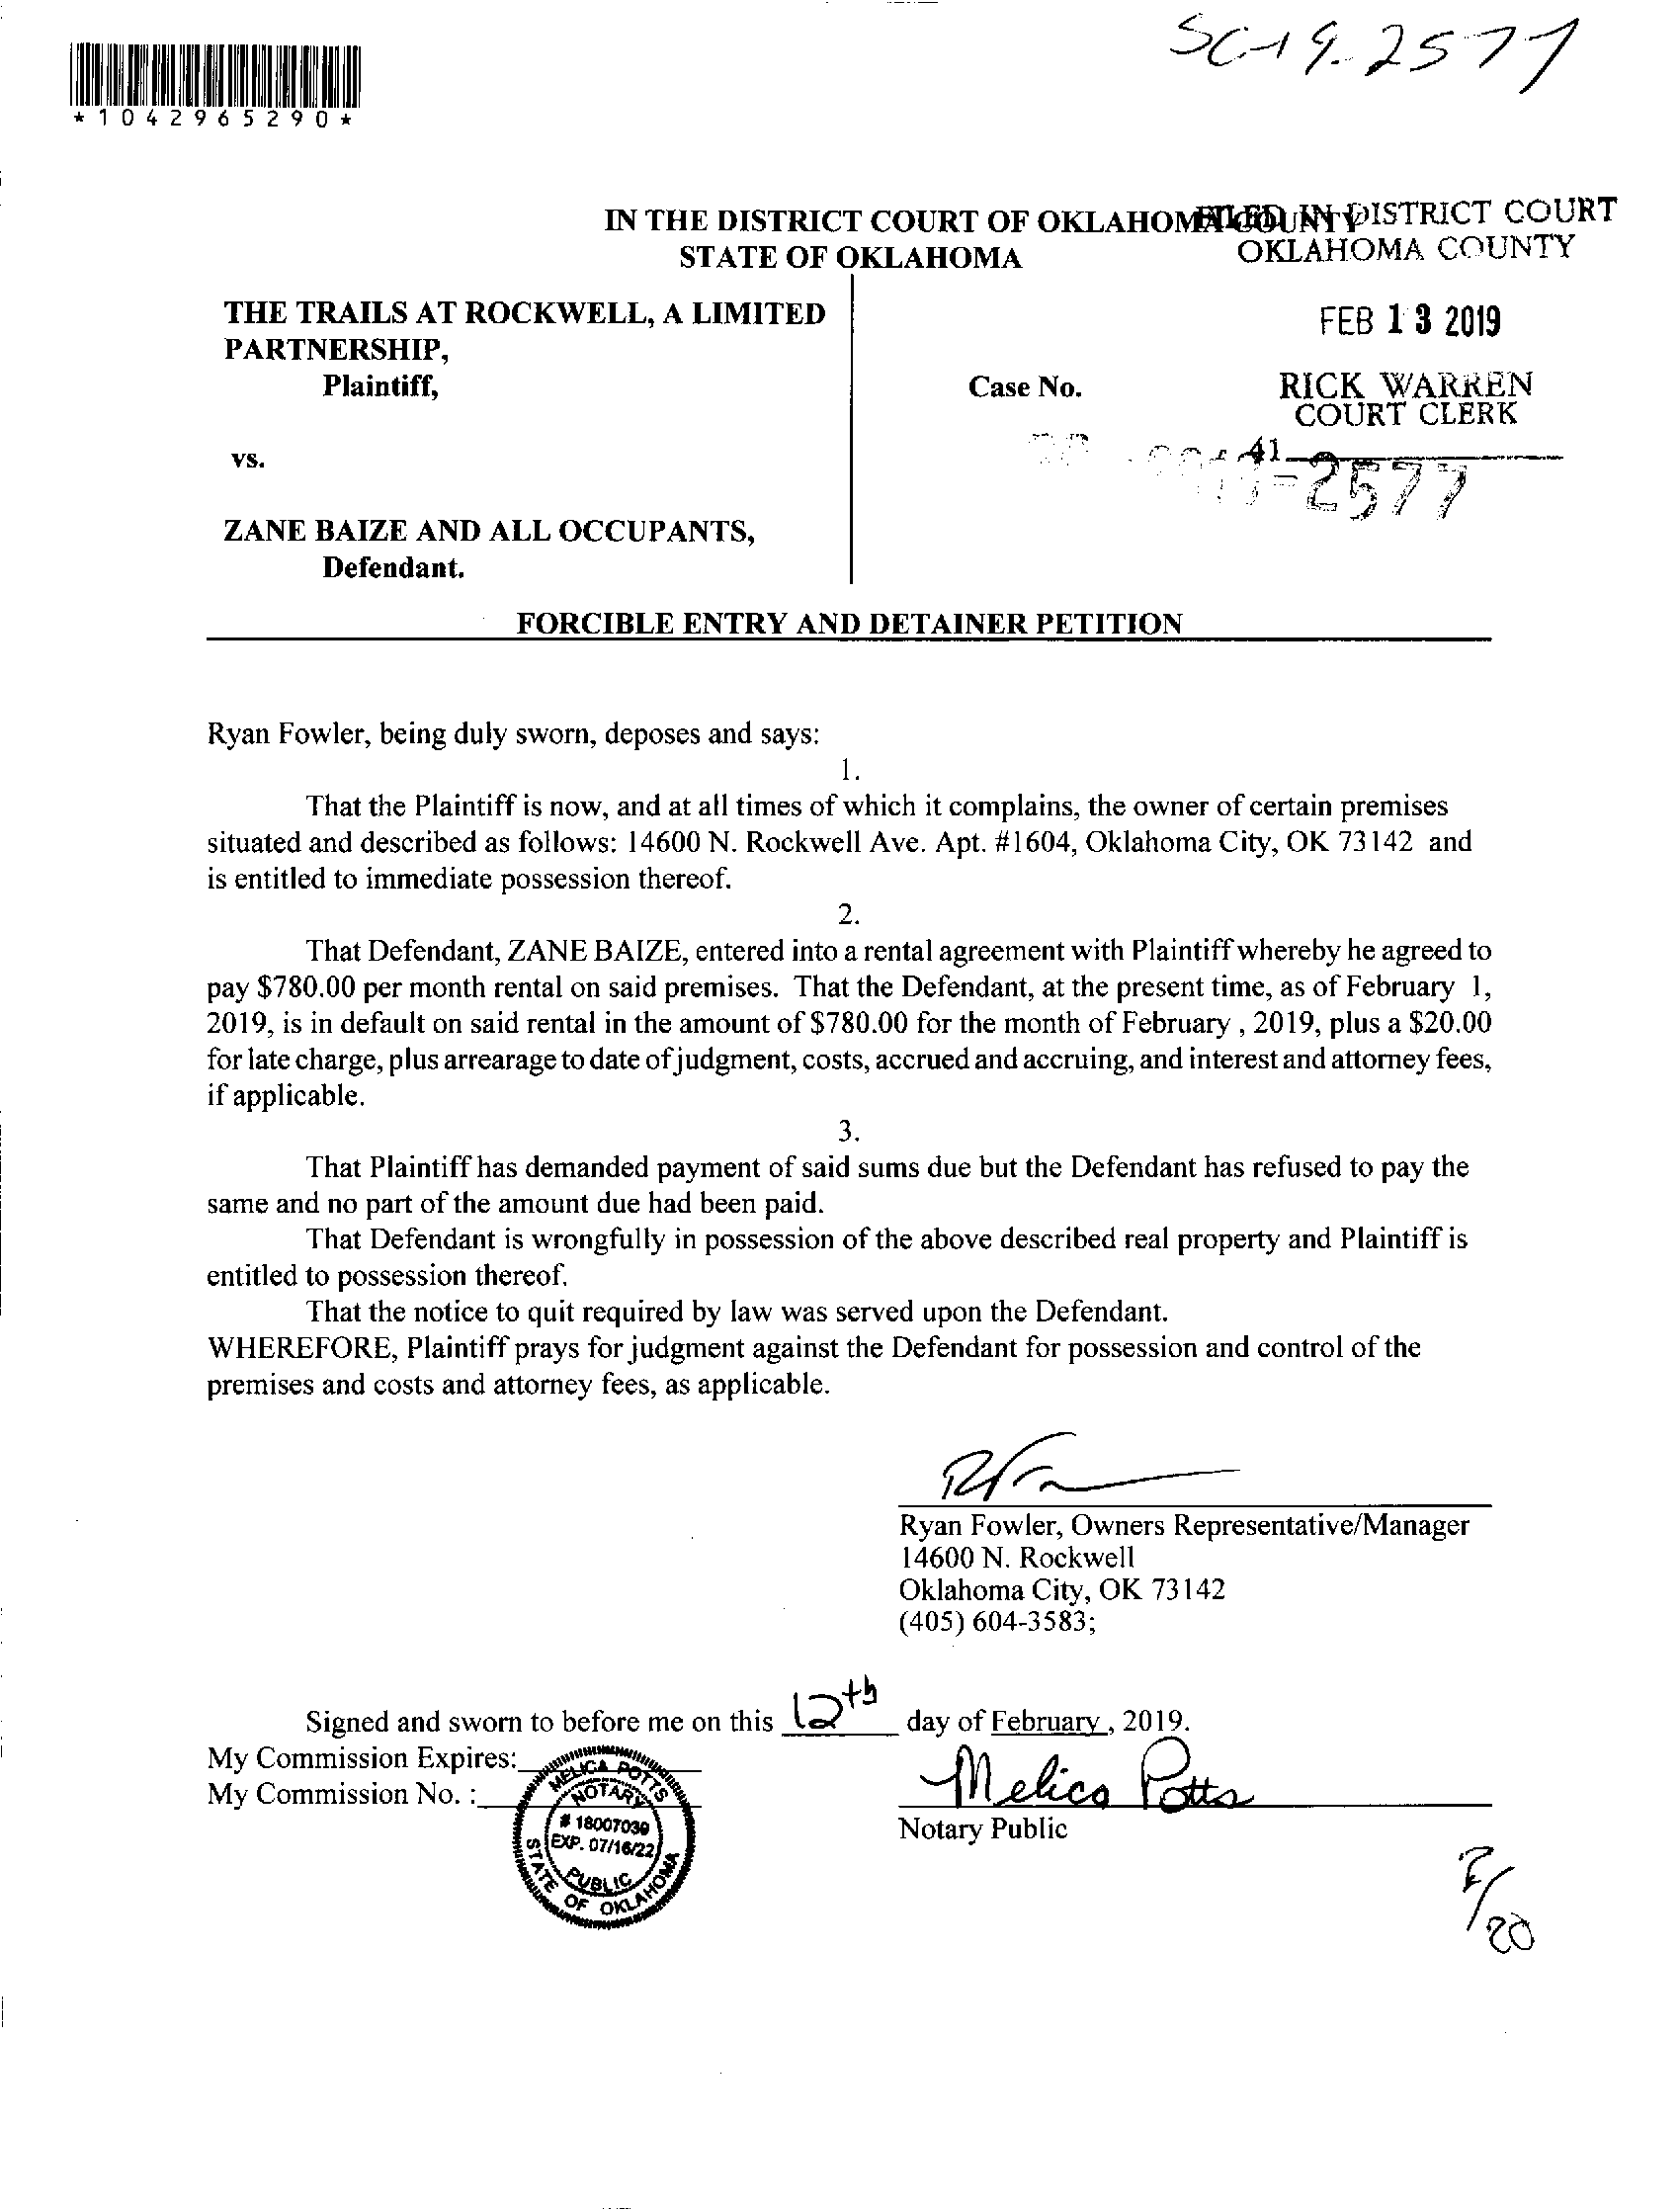 SC-19-2577
*1042965290*
IN THE DISTRICT COURT OF OKLAHOMA COUNTY
STATE OF OKLAHOMA
FILED IN DISTRICT COURT
OKLAHOMA COUNTY
FEB 13 2019
RICK WARREN
COURT CLERK
41
THE TRAILS AT ROCKWELL, A LIMITED
PARTNERSHIP,
Plaintiff,
Case No.
-2577
vs.
ZANE BAIZE AND ALL OCCUPANTS,
Defendant.
FORCIBLE ENTRY AND DETAINER PETITION
Ryan Fowler, being duly sworn, deposes and says:
1.
That the Plaintiff is now, and at all times of which it complains, the owner of certain premises
situated and described as follows: 14600 N. Rockwell Ave. Apt. #1604, Oklahoma City, OK 73142 and
is entitled to immediate possession thereof.
2.
That Defendant, ZANE BAIZE, entered into a rental agreement with Plaintiff whereby he agreed to
pay $780.00 per month rental on said premises. That the Defendant, at the present time, as of February 1,
2019, is in default on said rental in the amount of $780.00 for the month of February , 2019, plus a $20.00
for late charge, plus arrearage to date of judgment, costs, accrued and accruing, and interest and attorney fees,
if applicable.
3.
That Plaintiff has demanded payment of said sums due but the Defendant has refused to pay the
same and no part of the amount due had been paid.
That Defendant is wrongfully in possession of the above described real property and Plaintiff is
entitled to possession thereof.
That the notice to quit required by law was served upon the Defendant.
WHEREFORE, Plaintiff prays for judgment against the Defendant for possession and control of the
premises and costs and attorney fees, as applicable.
Ryan Fowler, Owners Representative/Manager
14600 N. Rockwell
Oklahoma City, OK 73142
(405) 604-3583;
Signed and sworn to before me on this 12th day of February , 2019.
My Commission Expires:
My Commission No. :
MELICA POTTS
NOTARY
# 18007039
EXP. 07/16/22
PUBLIC
STATE OF OKLAHOMA
Melica Potts
Notary Public
2/20